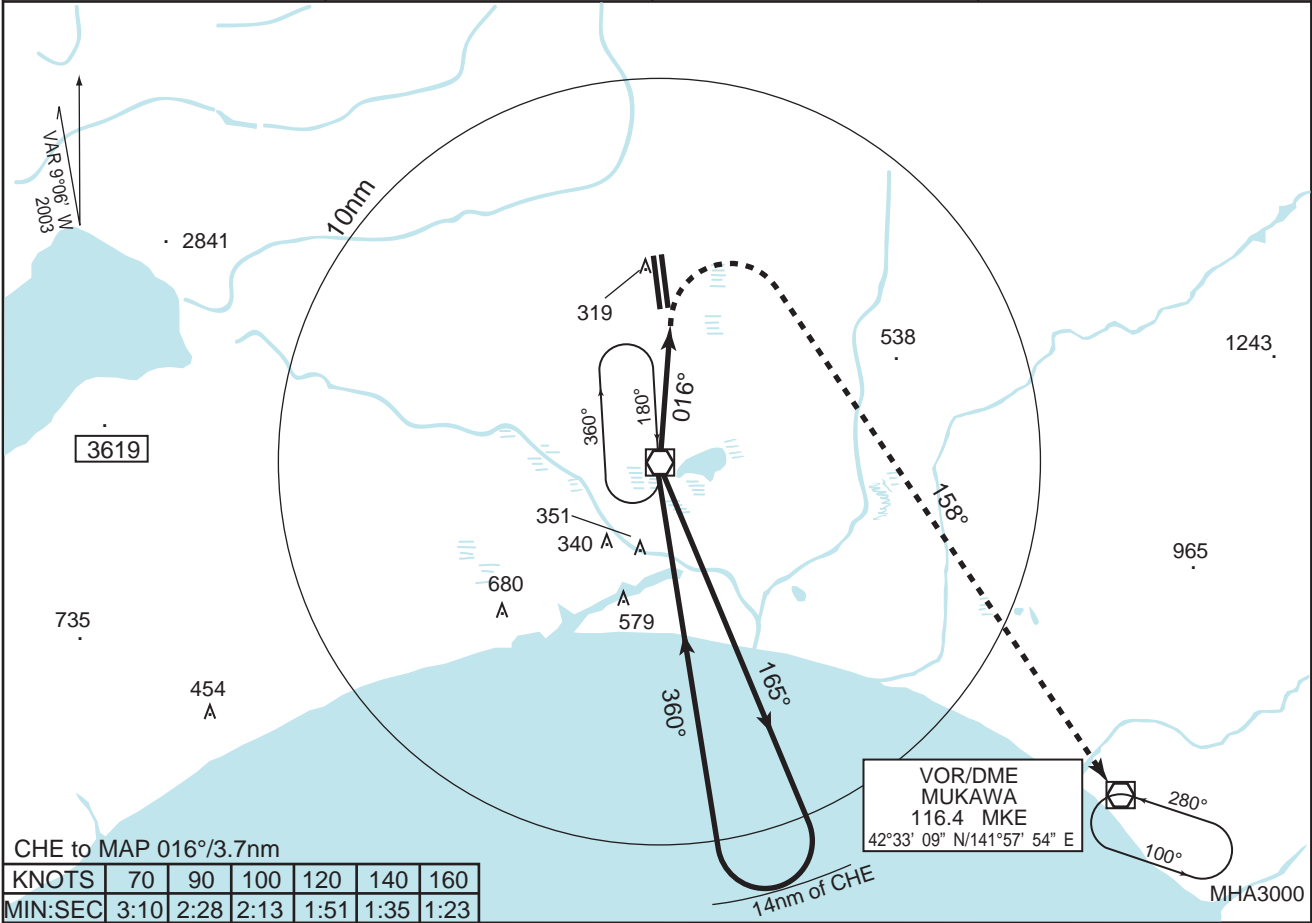 VAR 9°06' W
2003
2841
10nm
319
538
1243
3619
360°
180°
016°
351
340
680
579
158°
965
735
454
360°
165°
VOR/DME
MUKAWA
116.4 MKE
42°33' 09" N/141°57' 54" E
280°
100°
MHA3000
14nm of CHE
CHE to MAP 016°/3.7nm
KNOTS 70 90 100 120 140 160
MIN:SEC 3:10 2:28 2:13 1:51 1:35 1:23